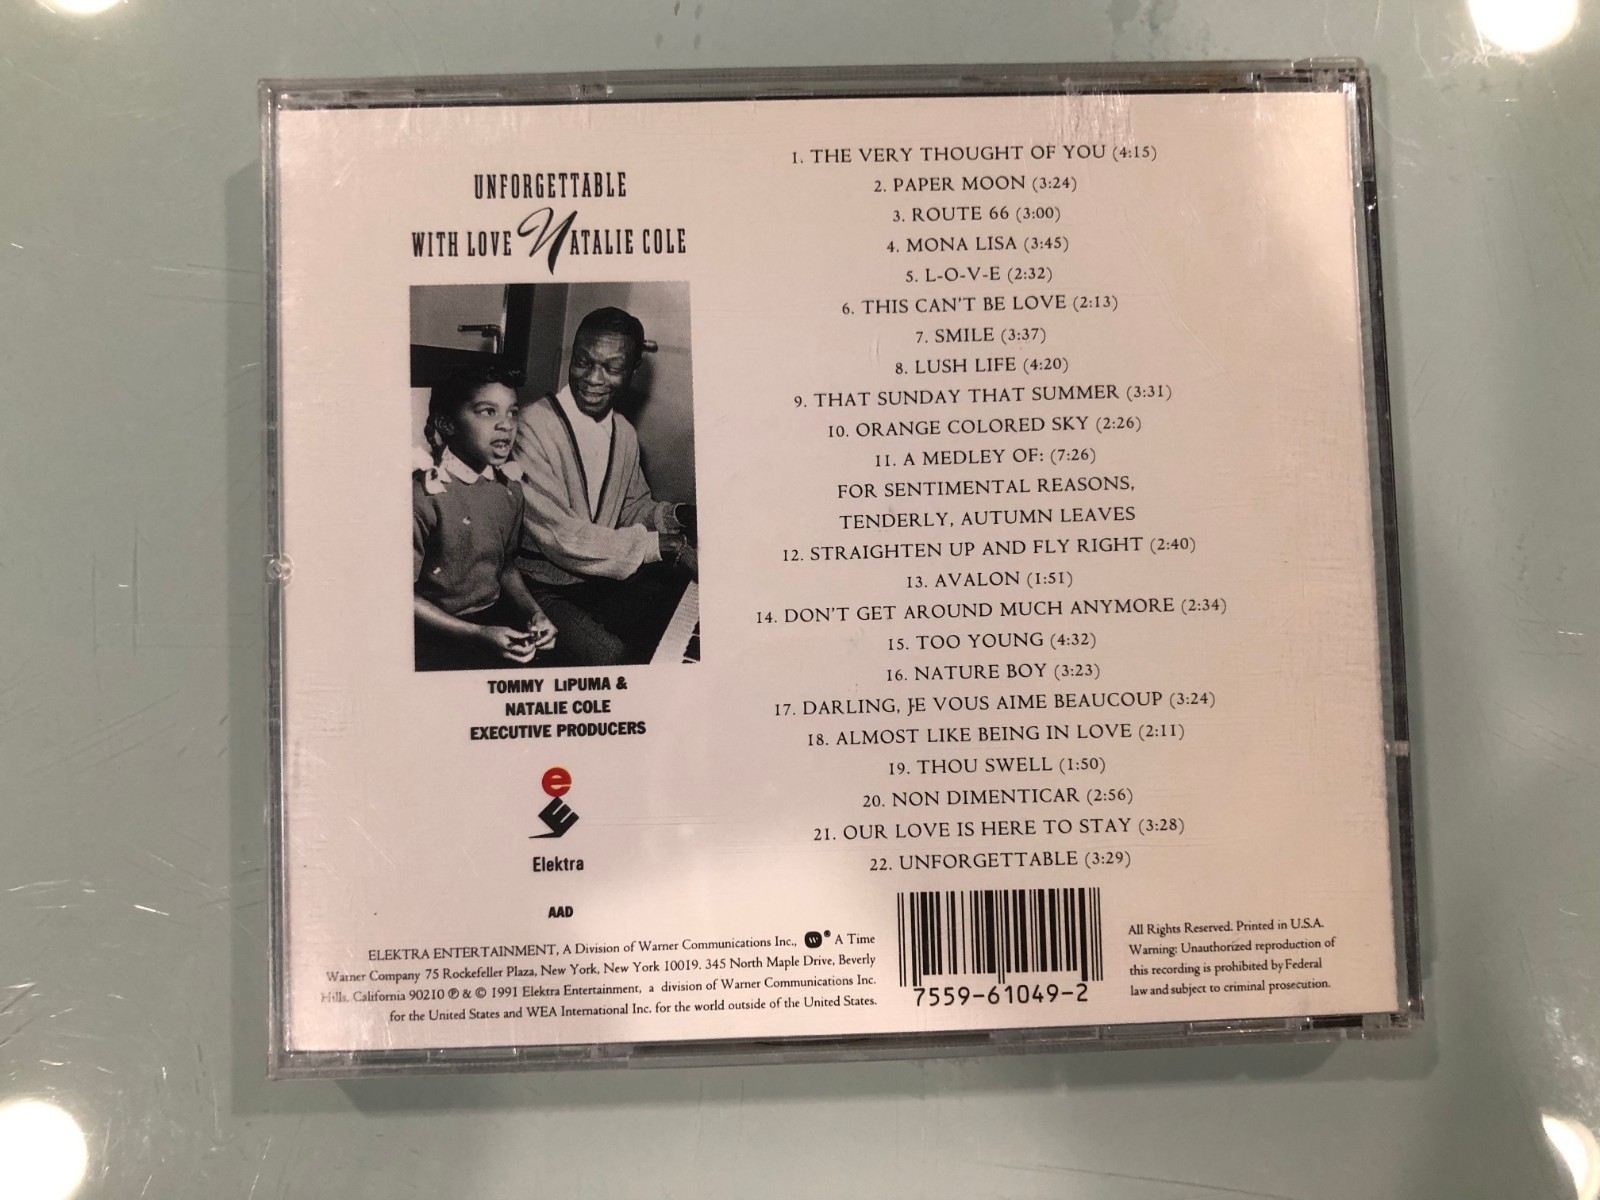 UNFORGETTABLE
WITH LOVE NATALIE COLE
TOMMY LiPUMA &
NATALIE COLE
EXECUTIVE PRODUCERS
e
E
Elektra
AAD
1. THE VERY THOUGHT OF YOU (4:15)
2. PAPER MOON (3:24)
3. ROUTE 66 (3:00)
4. MONA LISA (3:45)
5. L-O-V-E (2:32)
6. THIS CAN'T BE LOVE (2:13)
7. SMILE (3:37)
8. LUSH LIFE (4:20)
9. THAT SUNDAY THAT SUMMER (3:31)
10. ORANGE COLORED SKY (2:26)
11. A MEDLEY OF: (7:26)
FOR SENTIMENTAL REASONS,
TENDERLY, AUTUMN LEAVES
12. STRAIGHTEN UP AND FLY RIGHT (2:40)
13. AVALON (1:51)
14. DON'T GET AROUND MUCH ANYMORE (2:34)
15. TOO YOUNG (4:32)
16. NATURE BOY (3:23)
17. DARLING, JE VOUS AIME BEAUCOUP (3:24)
18. ALMOST LIKE BEING IN LOVE (2:11)
19. THOU SWELL (1:50)
20. NON DIMENTICAR (2:56)
21. OUR LOVE IS HERE TO STAY (3:28)
22. UNFORGETTABLE (3:29)
ELEKTRA ENTERTAINMENT, A Division of Warner Communications Inc., W ® A Time
Warner Company 75 Rockefeller Plaza, New York, New York 10019. 345 North Maple Drive, Beverly
Hills, California 90210 ℗ & © 1991 Elektra Entertainment, a division of Warner Communications Inc.
for the United States and WEA International Inc. for the world outside of the United States.
7559-61049-2
All Rights Reserved. Printed in U.S.A.
Warning: Unauthorized reproduction of
this recording is prohibited by Federal
law and subject to criminal prosecution.